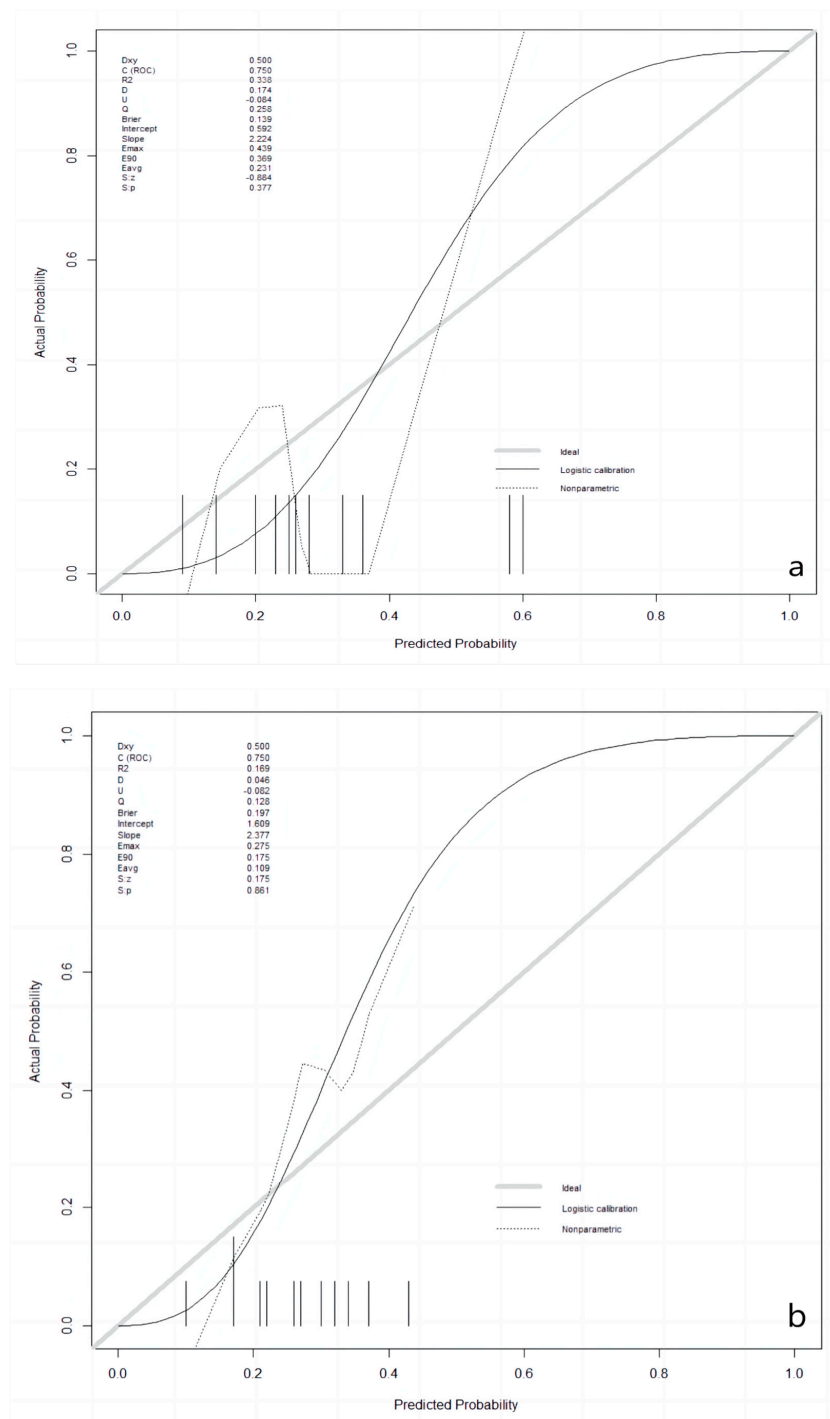 Dxy 0.500
C (ROC) 0.750
R2 0.338
D 0.174
U -0.084
Q 0.258
Brier 0.139
Intercept 0.592
Slope 2.224
Emax 0.439
E90 0.369
Eavg 0.231
S:z -0.884
S:p 0.377
1.0
0.8
0.6
0.4
0.2
0.0
Actual Probability
Ideal
Logistic calibration
Nonparametric
a
0.0 0.2 0.4 0.6 0.8 1.0
Predicted Probability
Dxy 0.500
C (ROC) 0.750
R2 0.169
D 0.046
U -0.082
Q 0.128
Brier 0.197
Intercept 1.609
Slope 2.377
Emax 0.275
E90 0.175
Eavg 0.109
S:z 0.175
S:p 0.861
1.0
0.8
0.6
0.4
0.2
0.0
Actual Probability
Ideal
Logistic calibration
Nonparametric
b
0.0 0.2 0.4 0.6 0.8 1.0
Predicted Probability